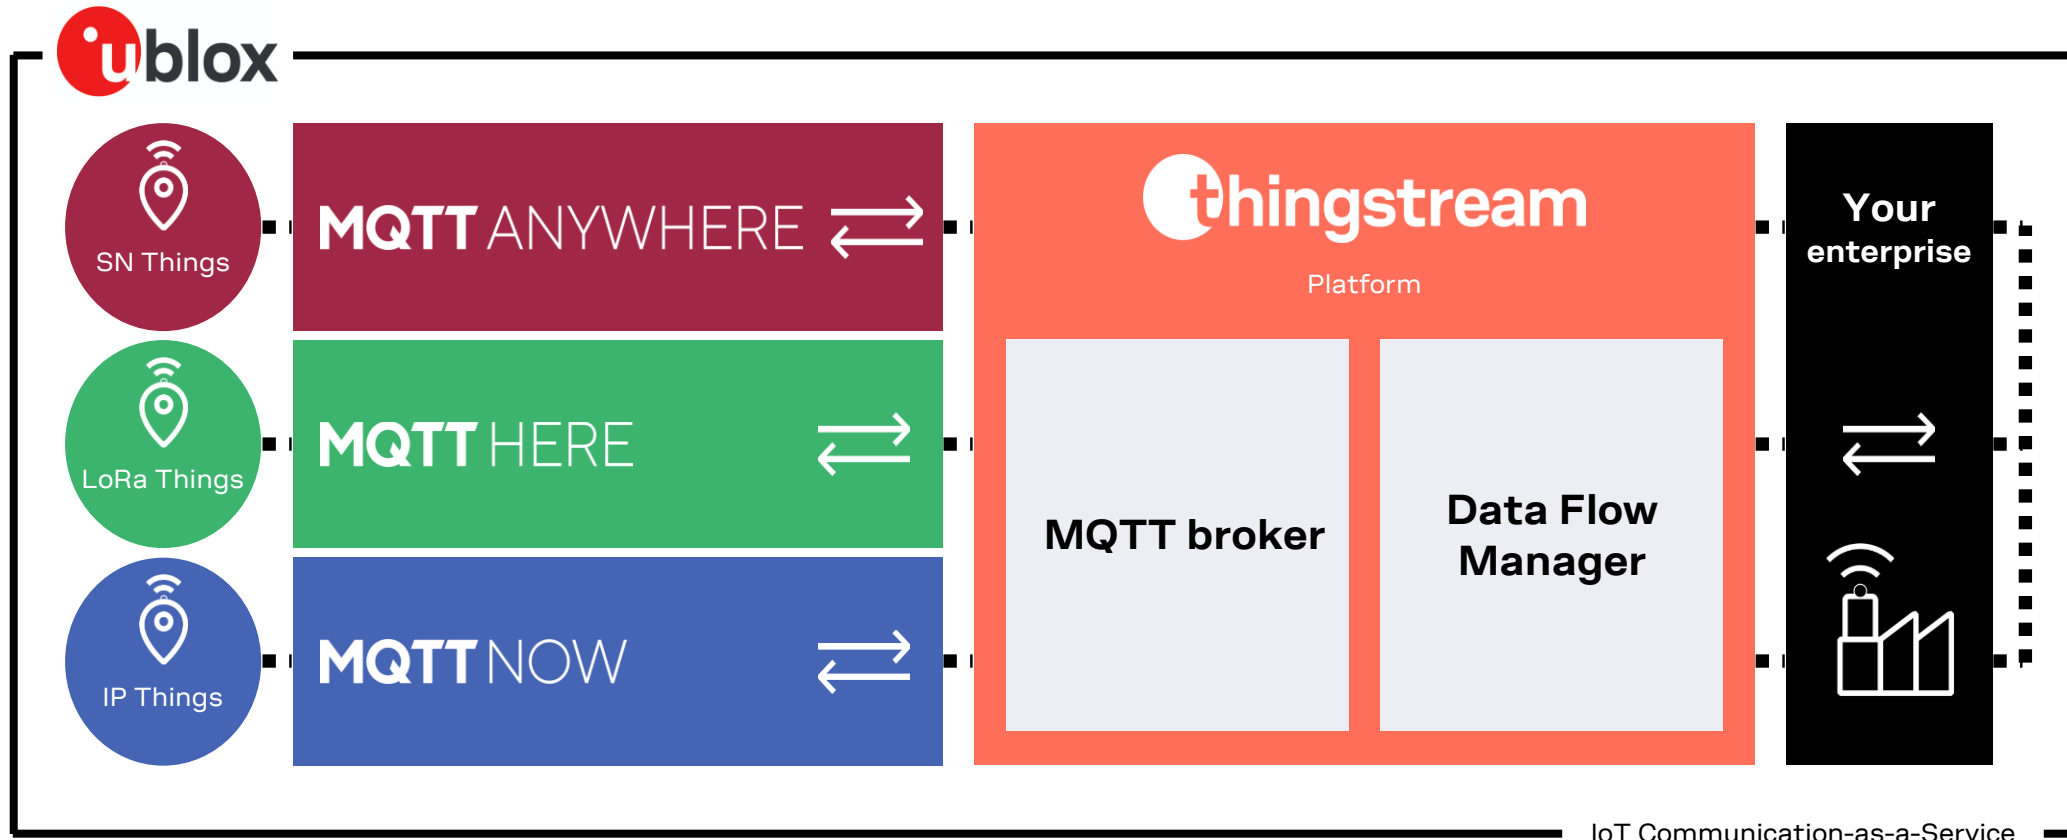 ublox
SN Things
MQTT ANYWHERE
thingstream
Platform
Your
enterprise
LoRa Things
MQTT HERE
MQTT broker
Data Flow
Manager
IP Things
MQTT NOW
IoT Communication-as-a-Service